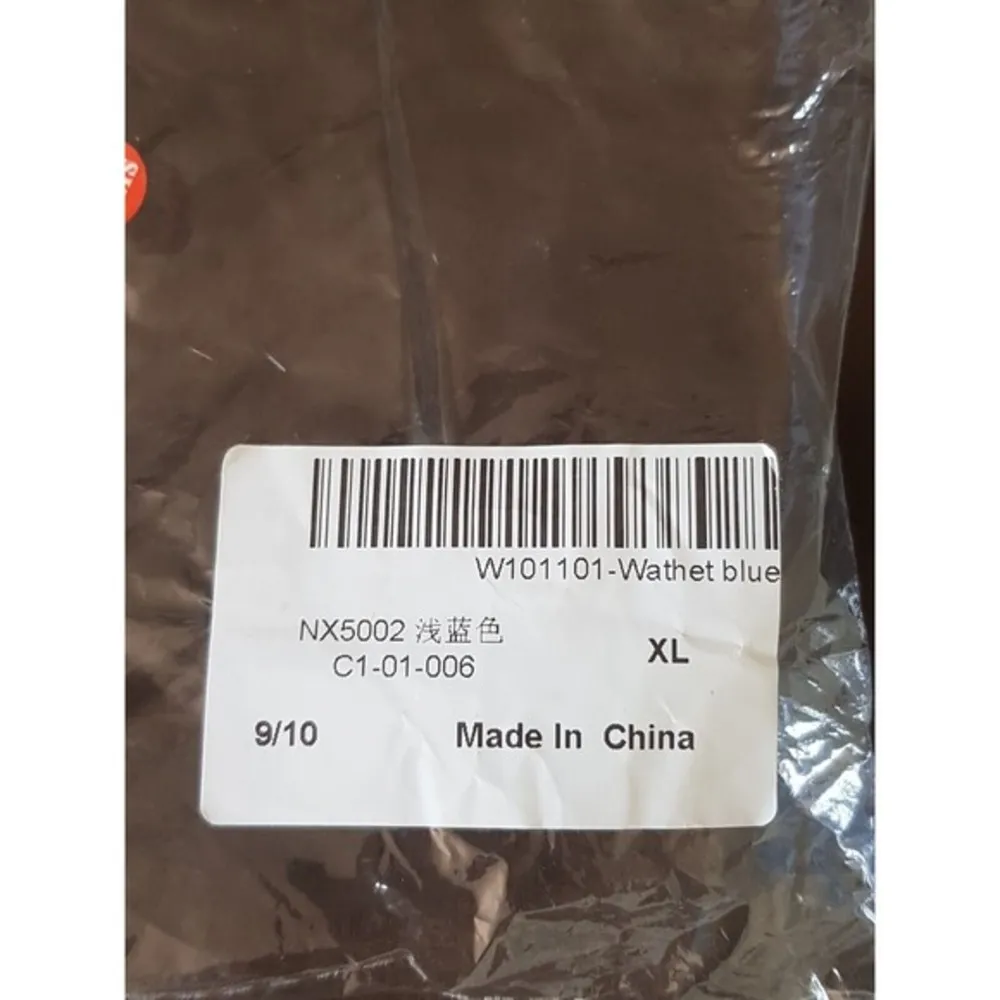 W101101-Wathet blue
NX5002 浅蓝色
XL
C1-01-006
9/10
Made In China